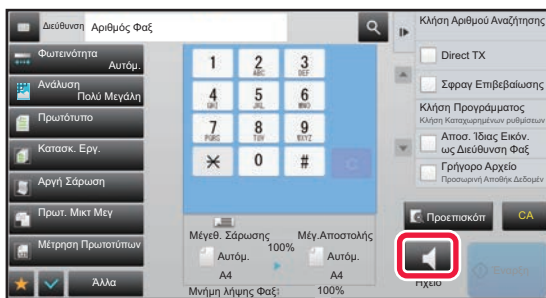 Διεύθυνση Αριθμός Φαξ
Φωτεινότητα
Αυτόμ.
Ανάλυση
Πολύ Μεγάλη
Πρωτότυπο
Κατασκ. Εργ.
Αργή Σάρωση
Πρωτ. Μικτ Μεγ
Μέτρηση Πρωτοτύπων
Άλλα
1
2 ABC
3 DEF
4 GHI
5 JKL
6 MNO
7 PQRS
8 TUV
9 WXYZ
0
#
C
Μέγεθ. Σάρωσης
100%
Μέγ.Αποστολής
Αυτόμ.
A4
Αυτόμ.
A4
Μνήμη λήψης Φαξ: 100%
Κλήση Αριθμού Αναζήτησης
Direct TX
Σφραγ Επιβεβαίωσης
Κλήση Προγράμματος
Κλήση Καταχωρημένων ρυθμίσεων
Αποσ. Ίδιας Εικόν.
ως Διεύθυνση Φαξ
Γρήγορο Αρχείο
Προσωρινή Αποθήκ Δεδομέν
Προεπισκόπ
CA
Ηχείο